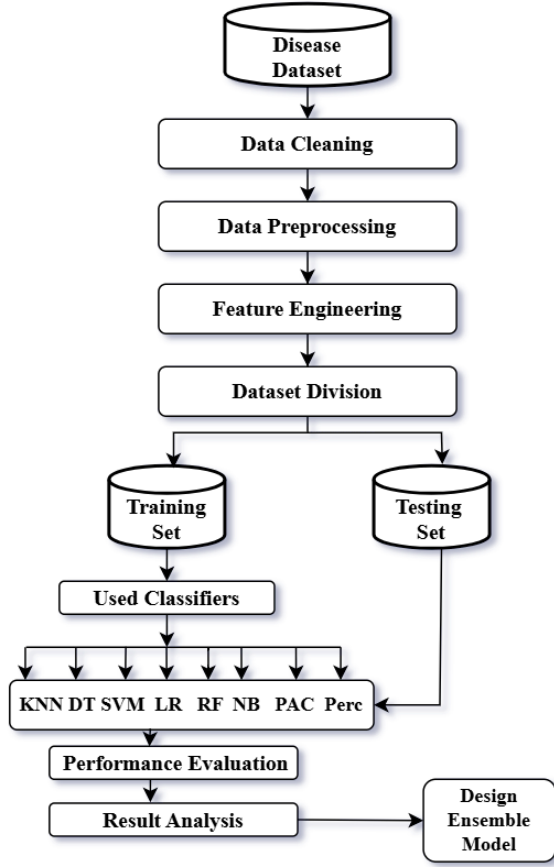 Disease
Dataset
Data Cleaning
Data Preprocessing
Feature Engineering
Dataset Division
Training
Set
Testing
Set
Used Classifiers
KNN DT SVM LR RF NB PAC Perc
Performance Evaluation
Result Analysis
Design
Ensemble
Model